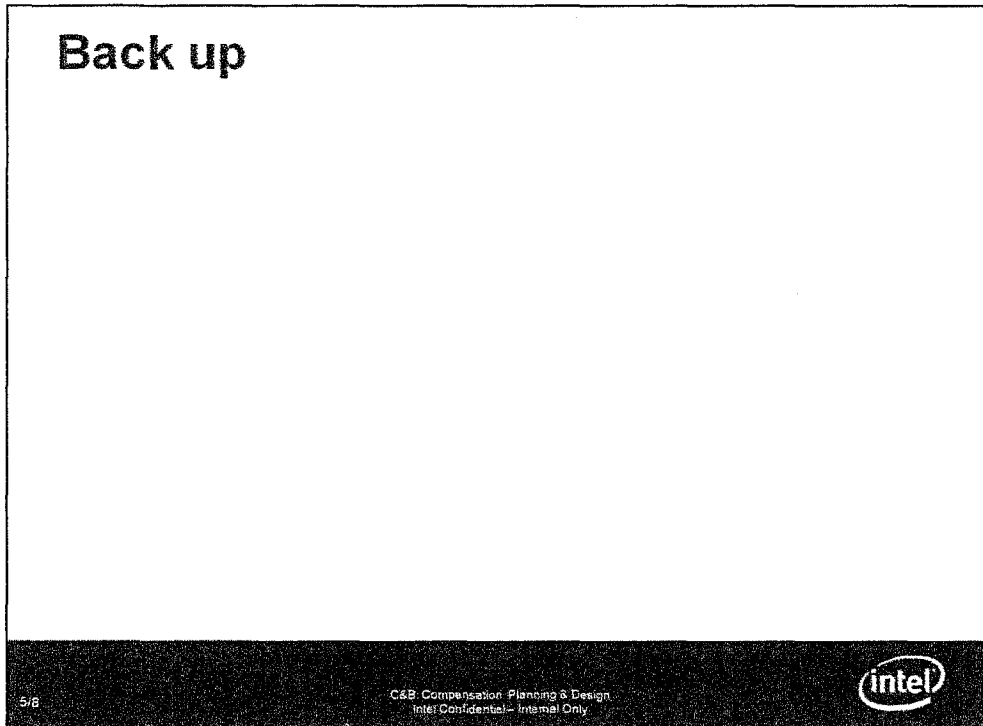 Back up
5/8
C&B: Compensation Planning & Design
Intel Confidential – Internal Only
intel